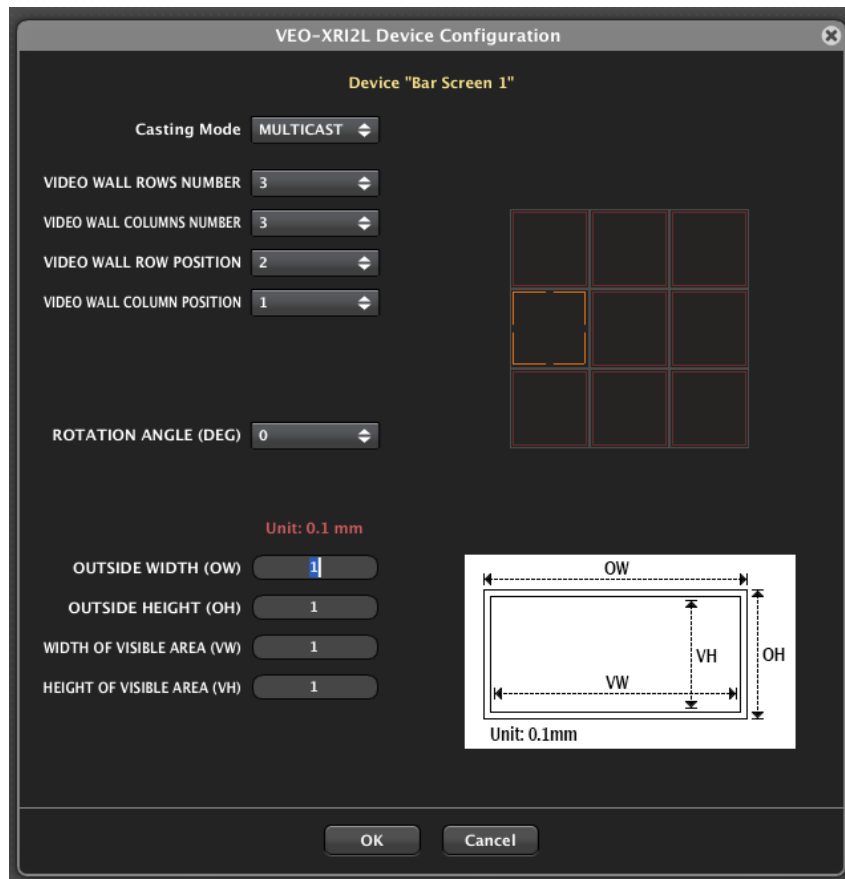 VEO-XRI2L Device Configuration
Device "Bar Screen 1"
Casting Mode MULTICAST
VIDEO WALL ROWS NUMBER 3
VIDEO WALL COLUMNS NUMBER 3
VIDEO WALL ROW POSITION 2
VIDEO WALL COLUMN POSITION 1
ROTATION ANGLE (DEG) 0
Unit: 0.1 mm
OUTSIDE WIDTH (OW) 1
OUTSIDE HEIGHT (OH) 1
WIDTH OF VISIBLE AREA (VW) 1
HEIGHT OF VISIBLE AREA (VH) 1
OW
VH
OH
VW
Unit: 0.1mm
OK Cancel